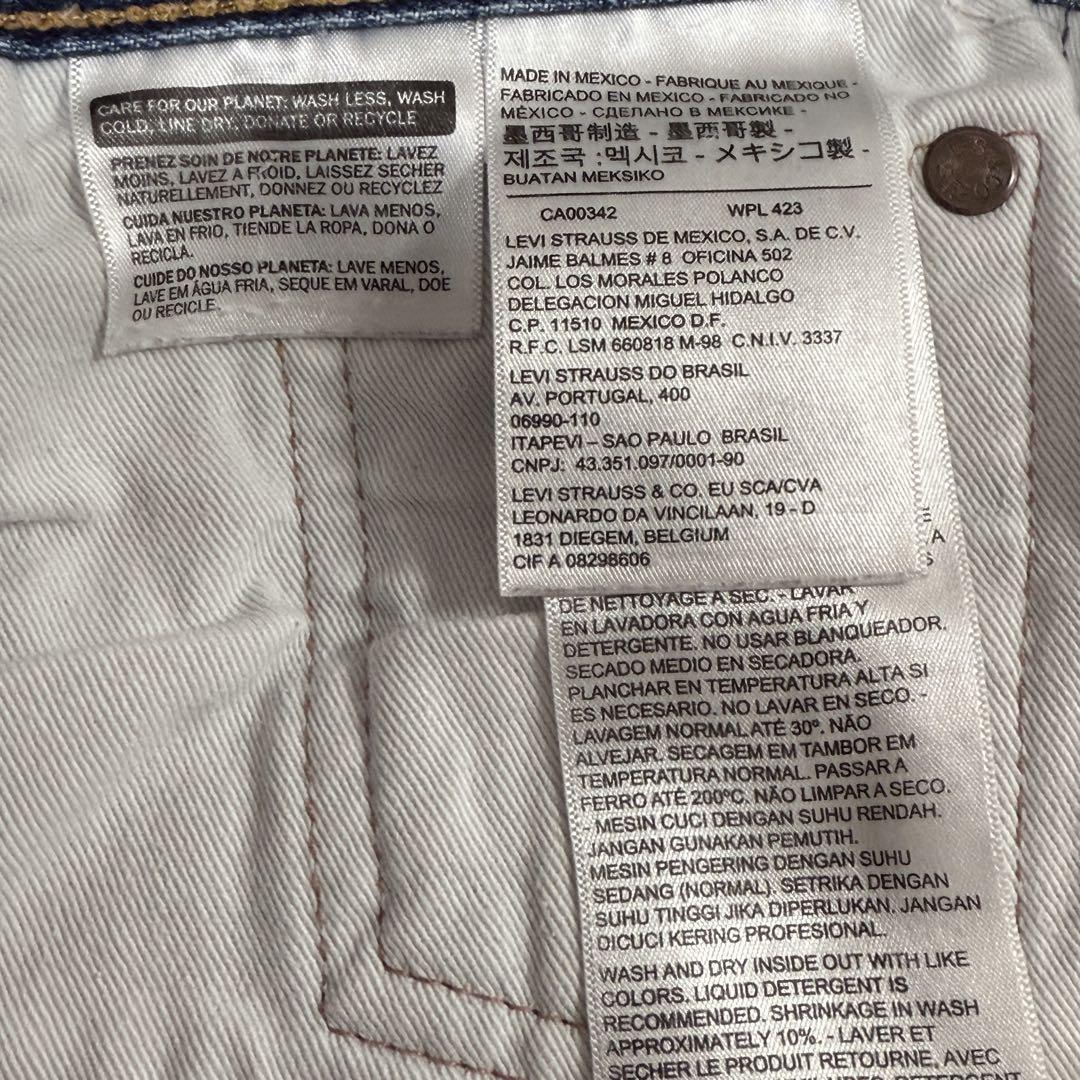 CARE FOR OUR PLANET: WASH LESS, WASH
COLD, LINE DRY, DONATE OR RECYCLE
PRENEZ SOIN DE NOTRE PLANETE: LAVEZ
MOINS, LAVEZ A FROID, LAISSEZ SECHER
NATURELLEMENT, DONNEZ OU RECYCLEZ
CUIDA NUESTRO PLANETA: LAVA MENOS,
LAVA EN FRIO, TIENDE LA ROPA, DONA O
RECICLA.
CUIDE DO NOSSO PLANETA: LAVE MENOS,
LAVE EM ÁGUA FRIA, SEQUE EM VARAL, DOE
OU RECICLE.
MADE IN MEXICO - FABRIQUE AU MEXIQUE -
FABRICADO EN MEXICO - FABRICADO NO
MÉXICO - СДЕЛАНО В МЕКСИКЕ -
墨西哥制造 - 墨西哥製 -
제조국 : 멕시코 - メキシコ製 -
BUATAN MEKSIKO
CA00342 WPL 423
LEVI STRAUSS DE MEXICO, S.A. DE C.V.
JAIME BALMES # 8 OFICINA 502
COL. LOS MORALES POLANCO
DELEGACION MIGUEL HIDALGO
C.P. 11510 MEXICO D.F.
R.F.C. LSM 660818 M-98 C.N.I.V. 3337
LEVI STRAUSS DO BRASIL
AV. PORTUGAL, 400
06990-110
ITAPEVI – SAO PAULO BRASIL
CNPJ: 43.351.097/0001-90
LEVI STRAUSS & CO. EU SCA/CVA
LEONARDO DA VINCILAAN, 19 - D
1831 DIEGEM, BELGIUM
CIF A 08298606
DE NETTOYAGE A SEC. - LAVAR
EN LAVADORA CON AGUA FRIA Y
DETERGENTE. NO USAR BLANQUEADOR.
SECADO MEDIO EN SECADORA.
PLANCHAR EN TEMPERATURA ALTA SI
ES NECESARIO. NO LAVAR EN SECO. -
LAVAGEM NORMAL ATÉ 30º. NÃO
ALVEJAR. SECAGEM EM TAMBOR EM
TEMPERATURA NORMAL. PASSAR A
FERRO ATÉ 200ºC. NÃO LIMPAR A SECO.
- MESIN CUCI DENGAN SUHU RENDAH.
JANGAN GUNAKAN PEMUTIH.
MESIN PENGERING DENGAN SUHU
SEDANG (NORMAL). SETRIKA DENGAN
SUHU TINGGI JIKA DIPERLUKAN. JANGAN
DICUCI KERING PROFESIONAL.
WASH AND DRY INSIDE OUT WITH LIKE
COLORS. LIQUID DETERGENT IS
RECOMMENDED. SHRINKAGE IN WASH
APPROXIMATELY 10%. - LAVER ET
SECHER LE PRODUIT RETOURNE, AVEC